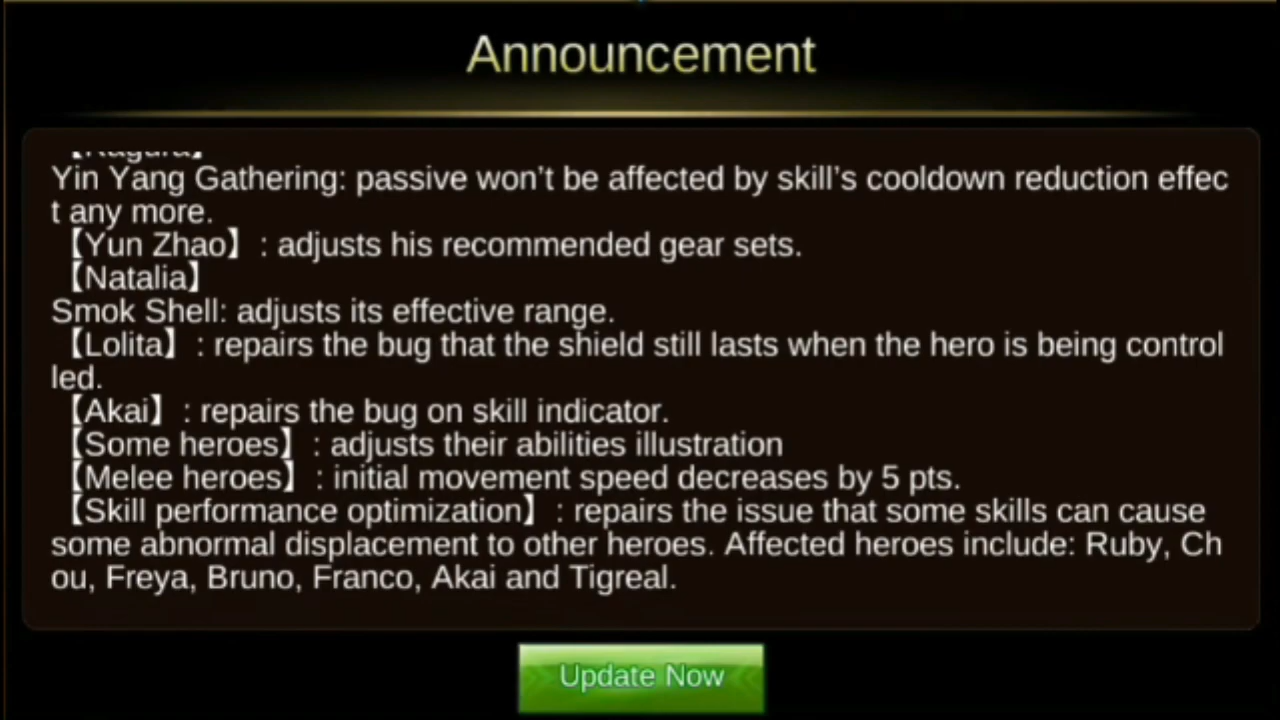 Announcement
【Kagura】
Yin Yang Gathering: passive won't be affected by skill's cooldown reduction effec
t any more.
【Yun Zhao】 : adjusts his recommended gear sets.
【Natalia】
Smok Shell: adjusts its effective range.
【Lolita】 : repairs the bug that the shield still lasts when the hero is being control
led.
【Akai】 : repairs the bug on skill indicator.
【Some heroes】 : adjusts their abilities illustration
【Melee heroes】 : initial movement speed decreases by 5 pts.
【Skill performance optimization】 : repairs the issue that some skills can cause
some abnormal displacement to other heroes. Affected heroes include: Ruby, Ch
ou, Freya, Bruno, Franco, Akai and Tigreal.
Update Now